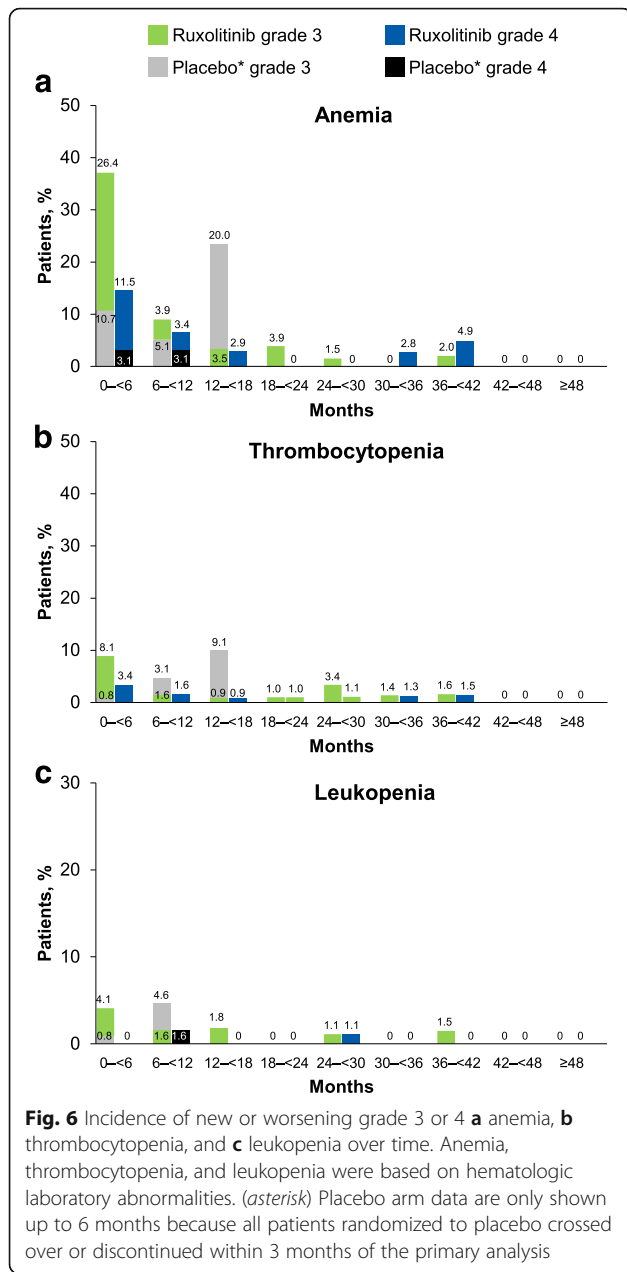 Ruxolitinib grade 3 Ruxolitinib grade 4
Placebo* grade 3 Placebo* grade 4
a
Anemia
Patients, %
50
40
30
20
10
0
26.4
10.7
11.5
3.1
3.9
5.1
3.4
3.1
20.0
3.5
2.9
3.9
0
1.5
0
0
2.8
2.0
4.9
0 0
0 0
0–<6 6–<12 12–<18 18–<24 24–<30 30–<36 36–<42 42–<48 ≥48
Months
b
Thrombocytopenia
Patients, %
50
40
30
20
10
0
8.1
0.8
3.4
3.1
1.6
1.6
9.1
0.9
0.9
1.0 1.0
3.4
1.1
1.4 1.3
1.6 1.5
0 0
0 0
0–<6 6–<12 12–<18 18–<24 24–<30 30–<36 36–<42 42–<48 ≥48
Months
c
Leukopenia
Patients, %
30
20
10
0
4.1
0.8
0
4.6
1.6
1.6
1.8
0
0 0
1.1 1.1
0 0
1.5
0
0 0
0 0
0–<6 6–<12 12–<18 18–<24 24–<30 30–<36 36–<42 42–<48 ≥48
Months
Fig. 6 Incidence of new or worsening grade 3 or 4 a anemia, b
thrombocytopenia, and c leukopenia over time. Anemia,
thrombocytopenia, and leukopenia were based on hematologic
laboratory abnormalities. (asterisk) Placebo arm data are only shown
up to 6 months because all patients randomized to placebo crossed
over or discontinued within 3 months of the primary analysis